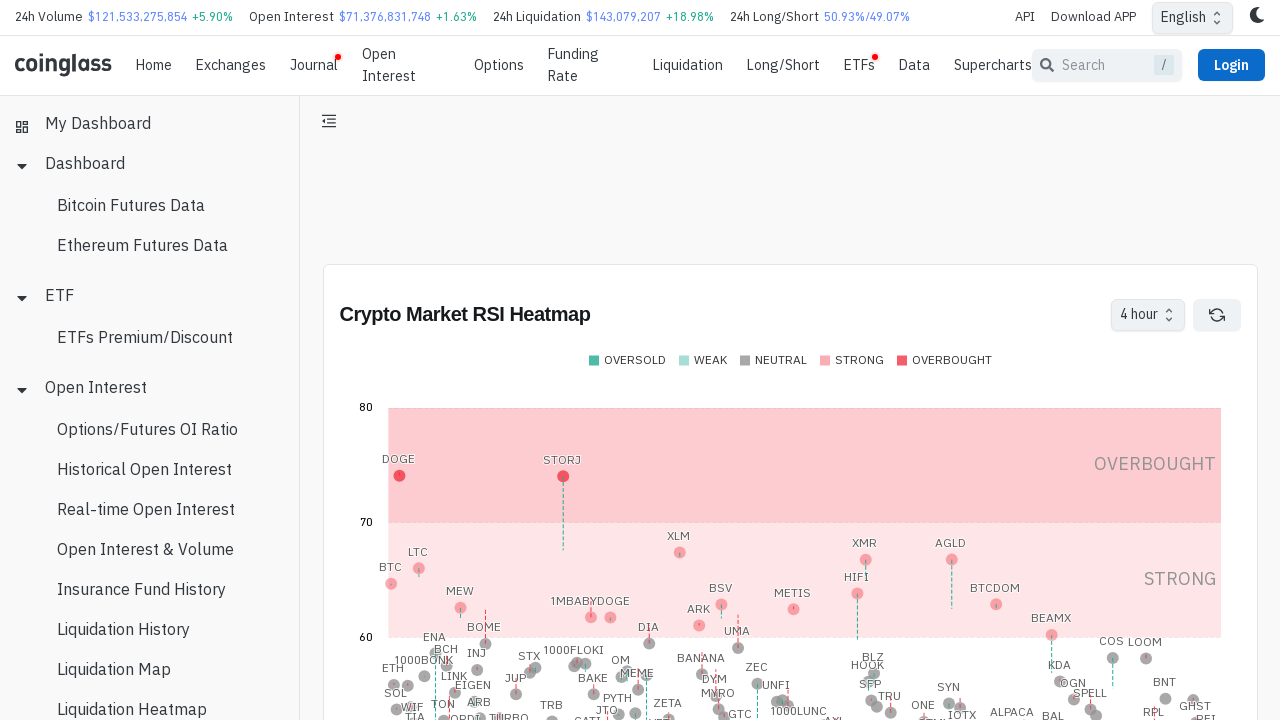 24h Volume $121,533,275,854 +5.90% Open Interest $71,376,831,748 +1.63% 24h Liquidation $143,079,207 +18.98% 24h Long/Short 50.93%/49.07% API Download APP English
coinglass Home Exchanges Journal Open Interest Options Funding Rate Liquidation Long/Short ETFs Data Supercharts Search / Login
My Dashboard
Dashboard
Bitcoin Futures Data
Ethereum Futures Data
ETF
ETFs Premium/Discount
Open Interest
Options/Futures OI Ratio
Historical Open Interest
Real-time Open Interest
Open Interest & Volume
Insurance Fund History
Liquidation History
Liquidation Map
Liquidation Heatmap
Crypto Market RSI Heatmap
4 hour
OVERSOLD WEAK NEUTRAL STRONG OVERBOUGHT
80
DOGE STORJ OVERBOUGHT
70
XLM XMR AGLD
LTC
BTC HIFI STRONG
MEW BSV METIS BTCDOM
1MBABYDOGE
ARK
BEAMX
BOME DIA UMA
60
ENA COS LOOM
BCH 1000FLOKI
INJ STX BANANA BLZ
1000BONK OM HOOK KDA
ETH ZEC
LINK JUP BAKE MEME DYM
EIGEN UNFI SFP OGN BNT
SOL MYRO SYN SPELL
PYTH TRU
WIF TON ARB TRB JTO ZETA ONE GHST
1000LUNC ALPACA RPL
TIA GTC IOTX BAL
TURBO
CATI